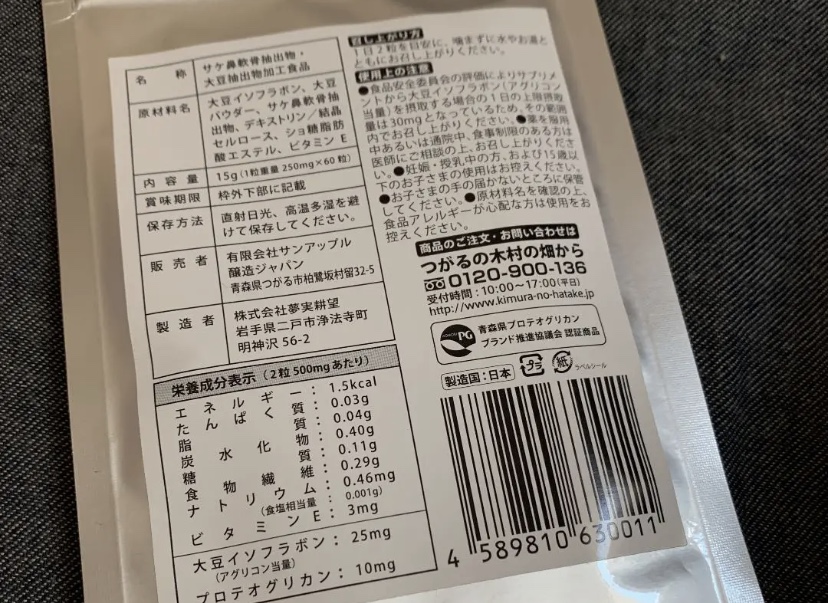 名称 サケ鼻軟骨抽出物・
大豆抽出物加工食品
原材料名 大豆イソフラボン、大豆
パウダー、サケ鼻軟骨抽
出物、デキストリン／結晶
セルロース、ショ糖脂肪
酸エステル、ビタミンE
内容量 15g(1粒重量 250mg×60粒)
賞味期限 枠外下部に記載
保存方法 直射日光、高温多湿を避
けて保存してください。
販売者 有限会社サンアップル
醸造ジャパン
青森県つがる市柏鷺坂村留32-5
製造者 株式会社夢実耕望
岩手県二戸市浄法寺町
明神沢 56-2
栄養成分表示(2粒 500mgあたり)
エネルギー：1.5kcal
たんぱく質：0.03g
脂質：0.04g
炭水化物：0.40g
糖質：0.11g
食物繊維：0.29g
ナトリウム：0.46mg
(食塩相当量：0.001g)
ビタミンE：3mg
大豆イソフラボン：25mg
(アグリコン当量)
プロテオグリカン：10mg
召し上がり方
1日2粒を目安に、噛まずに水やお湯と
ともにお召し上がりください。
使用上の注意
●食品安全委員会の評価によりサプリメ
ントから大豆イソフラボン(アグリコン
当量)を摂取する場合の1日の上限摂取
量は30mgとなっているため、その範囲
内でお召し上がりください。●薬を服用
中あるいは通院中、食事制限のある方は
医師にご相談の上、お召し上がりくださ
い。●妊娠・授乳中の方、および15歳以
下のお子さまの使用はお控えください。
●お子さまの手の届かないところに保管
してください。●原材料名を確認の上、
食品アレルギーが心配な方は使用をお
控えください。
商品のご注文・お問い合わせは
つがるの木村の畑から
0120-900-136
受付時間：10:00〜17:00(平日)
http://www.kimura-no-hatake.jp
PG
青森県プロテオグリカン
ブランド推進協議会 認証商品
製造国：日本
プラ
紙
ラベルシール
4 589810 630011